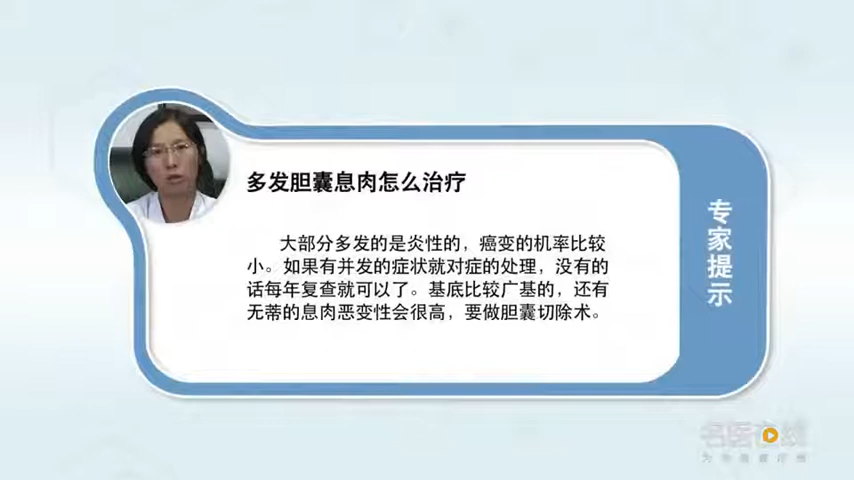 多发胆囊息肉怎么治疗
大部分多发的是炎性的，癌变的机率比较
小。如果有并发的症状就对症的处理，没有的
话每年复查就可以了。基底比较广基的，还有
无蒂的息肉恶变性会很高，要做胆囊切除术。
专家提示
名医在线